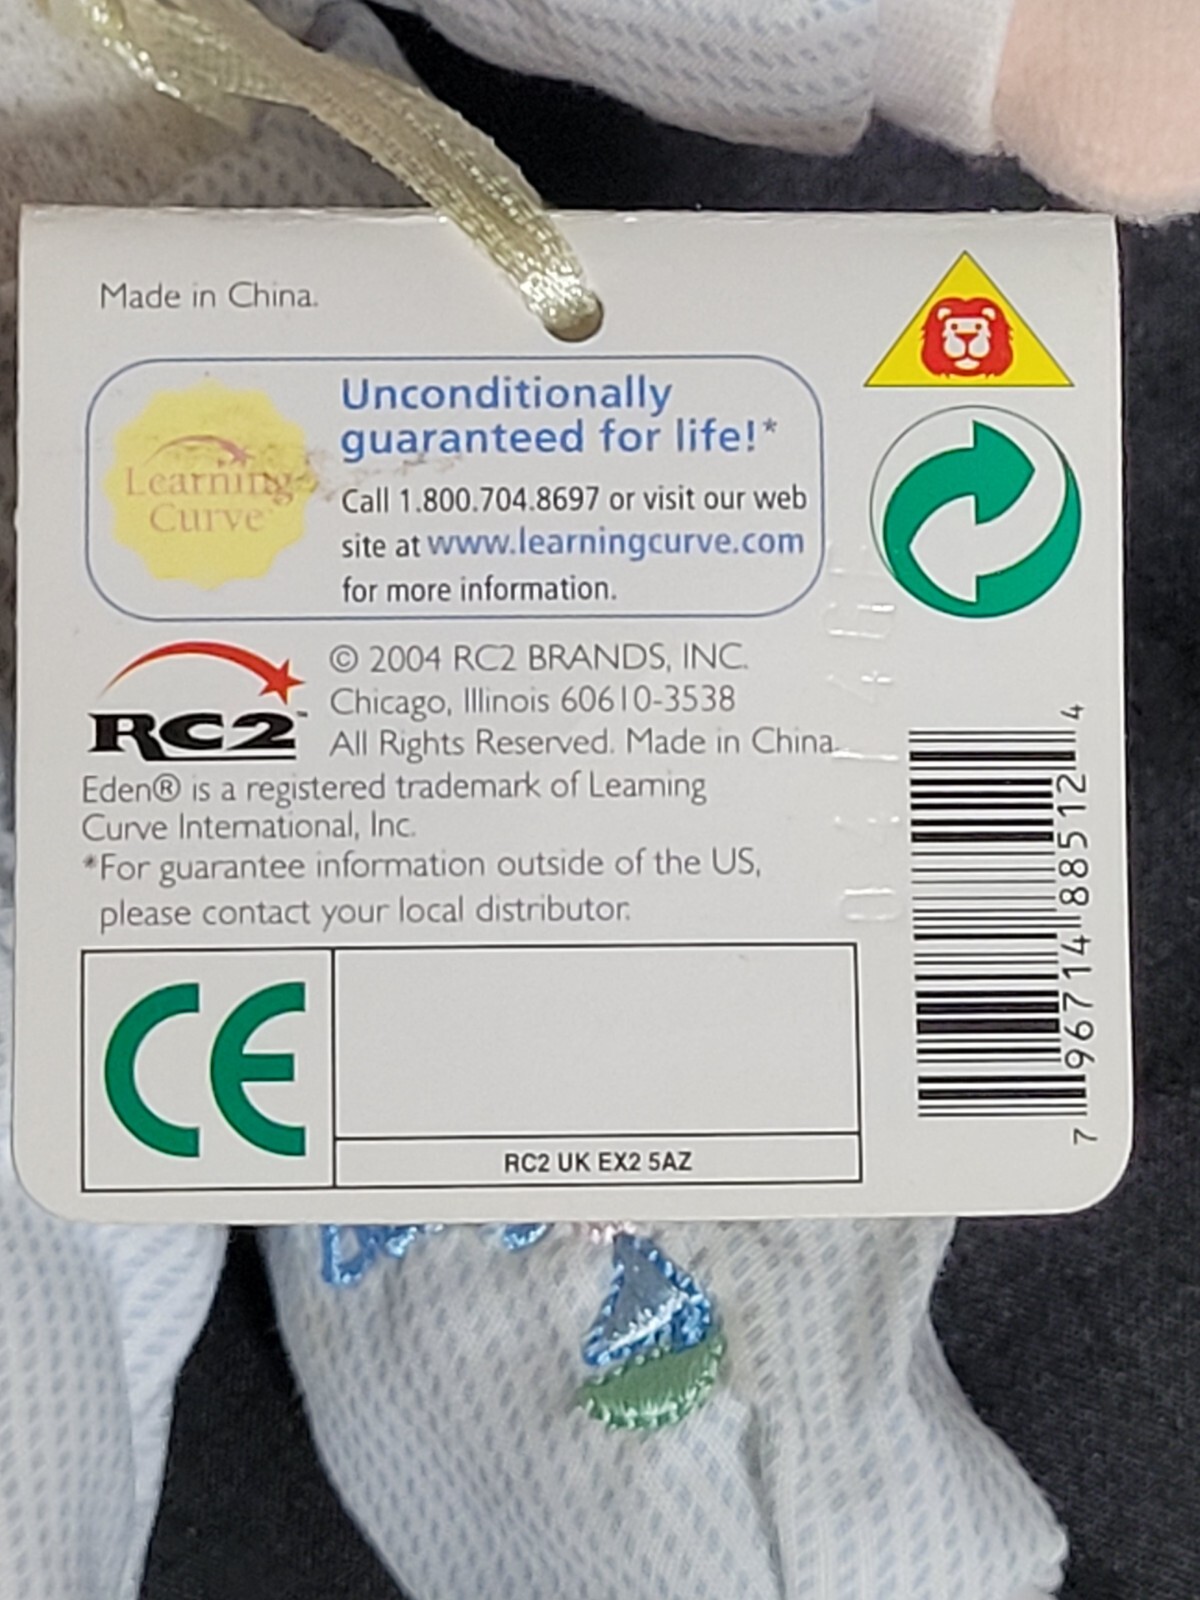 Made in China.
Learning
Curve™
Unconditionally
guaranteed for life!*
Call 1.800.704.8697 or visit our web
site at www.learningcurve.com
for more information.
RC2™
© 2004 RC2 BRANDS, INC.
Chicago, Illinois 60610-3538
All Rights Reserved. Made in China.
Eden® is a registered trademark of Learning
Curve International, Inc.
*For guarantee information outside of the US,
please contact your local distributor.
CE
RC2 UK EX2 5AZ
7 96714 88512 4